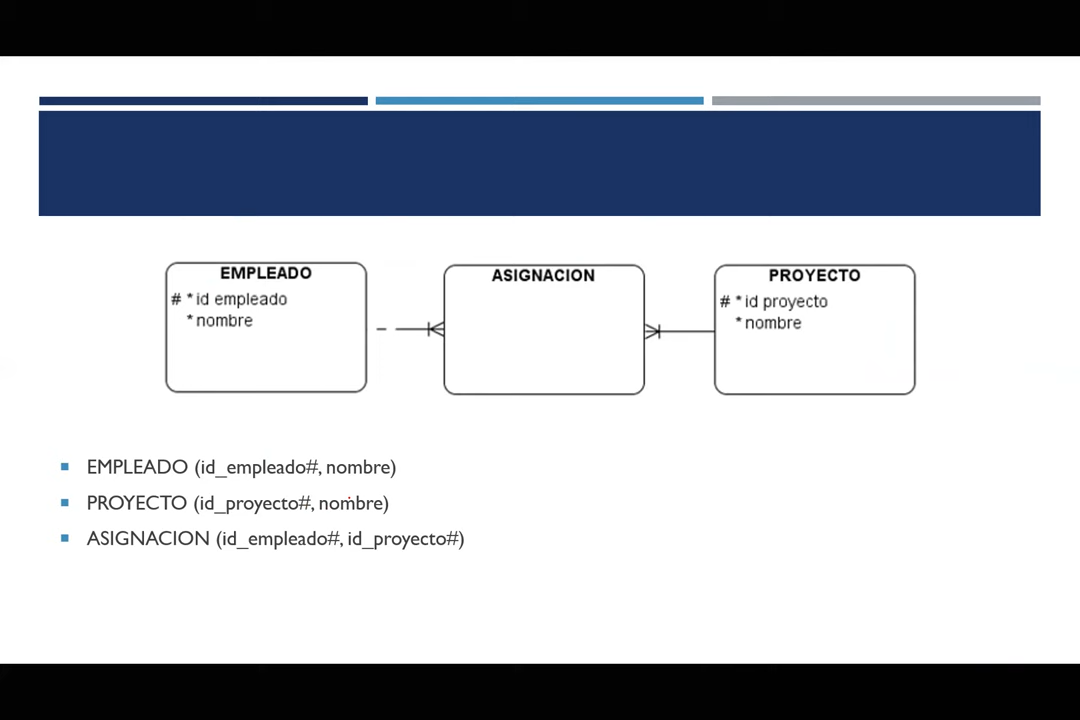 EMPLEADO
# * id empleado
* nombre
ASIGNACION
PROYECTO
# * id proyecto
* nombre
EMPLEADO (id_empleado#, nombre)
PROYECTO (id_proyecto#, nombre)
ASIGNACION (id_empleado#, id_proyecto#)